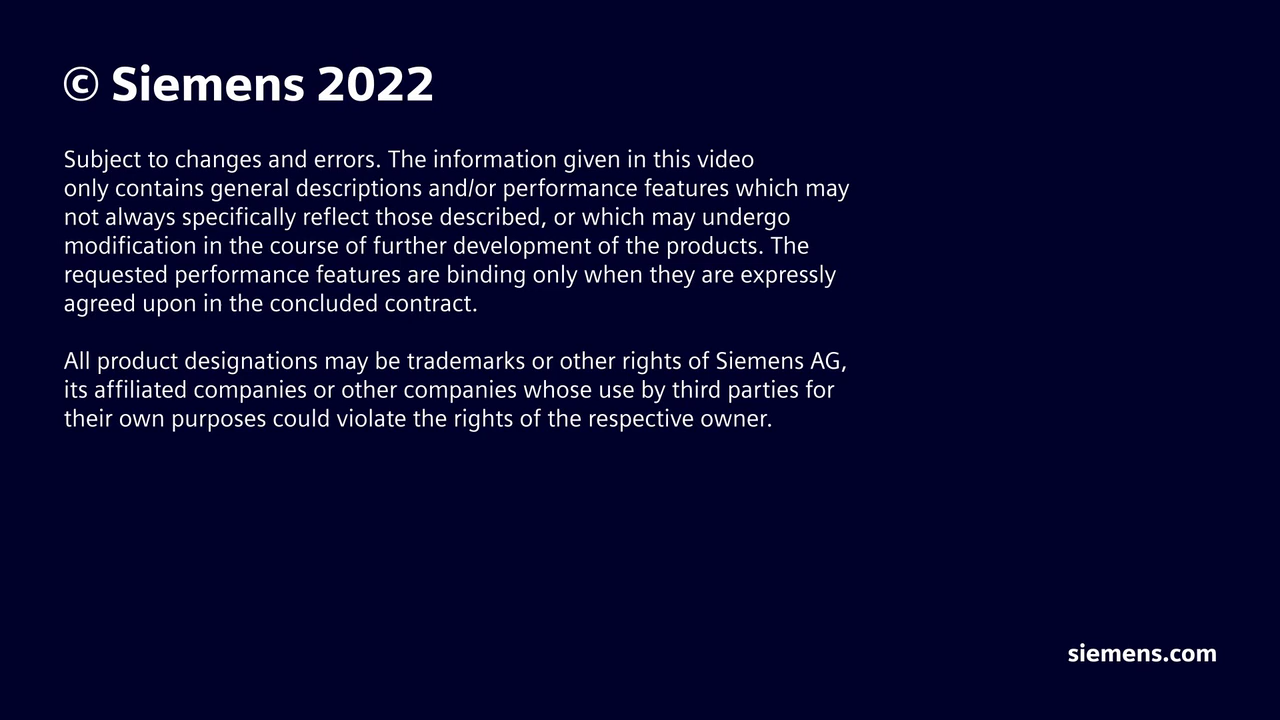 © Siemens 2022
Subject to changes and errors. The information given in this video
only contains general descriptions and/or performance features which may
not always specifically reflect those described, or which may undergo
modification in the course of further development of the products. The
requested performance features are binding only when they are expressly
agreed upon in the concluded contract.
All product designations may be trademarks or other rights of Siemens AG,
its affiliated companies or other companies whose use by third parties for
their own purposes could violate the rights of the respective owner.
siemens.com